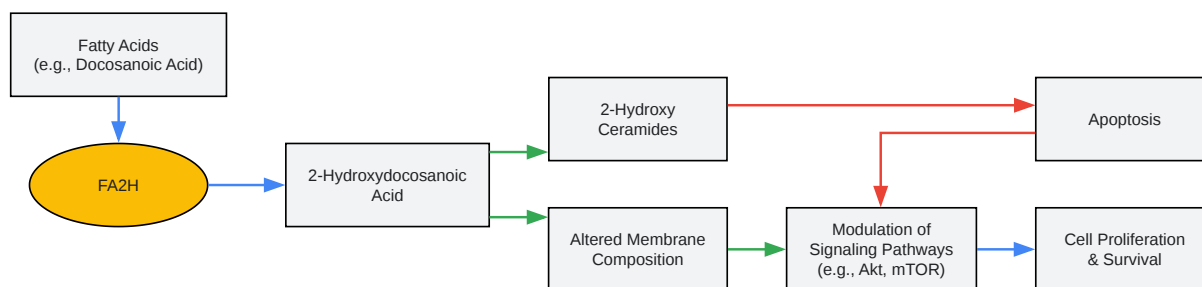 Fatty Acids
(e.g., Docosanoic Acid)
FA2H
2-Hydroxydocosanoic
Acid
2-Hydroxy
Ceramides
Apoptosis
Altered Membrane
Composition
Modulation of
Signaling Pathways
(e.g., Akt, mTOR)
Cell Proliferation
& Survival